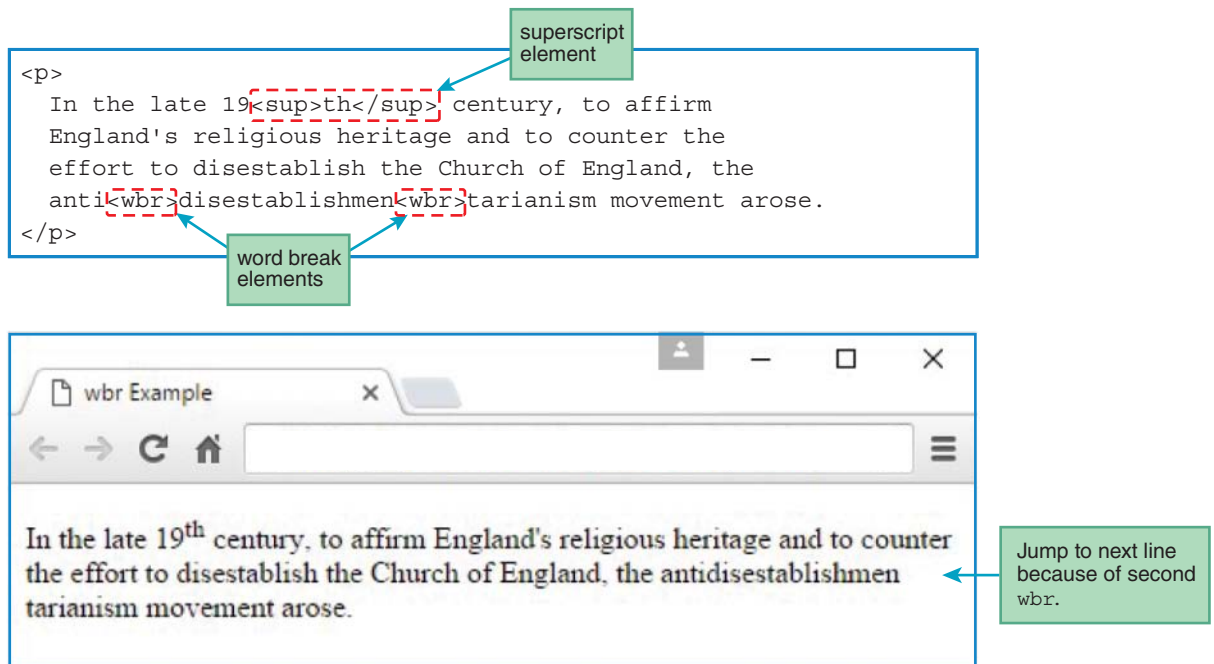 superscript
element
<p>
In the late 19<sup>th</sup> century, to affirm
England's religious heritage and to counter the
effort to disestablish the Church of England, the
anti<wbr>disestablishmen<wbr>tarianism movement arose.
</p>
word break
elements
wbr Example
In the late 19th century, to affirm England's religious heritage and to counter
the effort to disestablish the Church of England, the antidisestablishmen
tarianism movement arose.
Jump to next line
because of second
wbr.